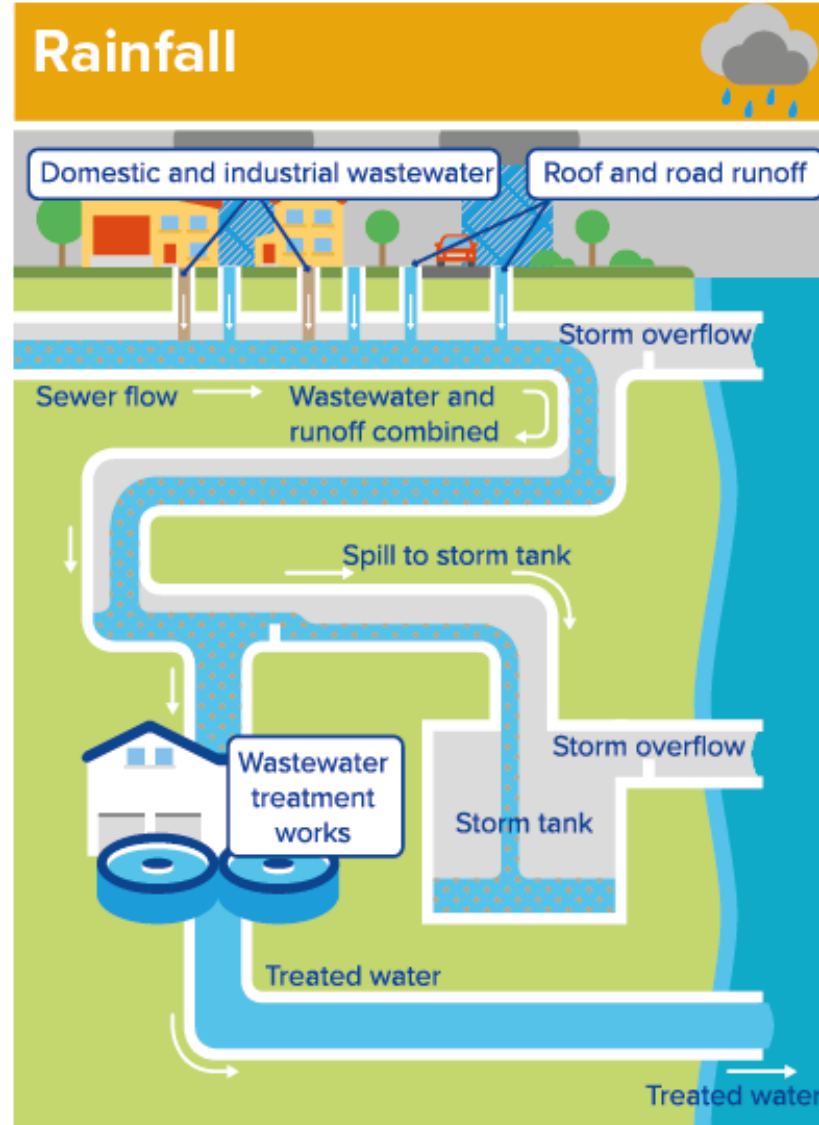 Rainfall
Domestic and industrial wastewater
Roof and road runoff
Storm overflow
Sewer flow
Wastewater and
runoff combined
Spill to storm tank
Storm overflow
Wastewater
treatment
works
Storm tank
Treated water
Treated water